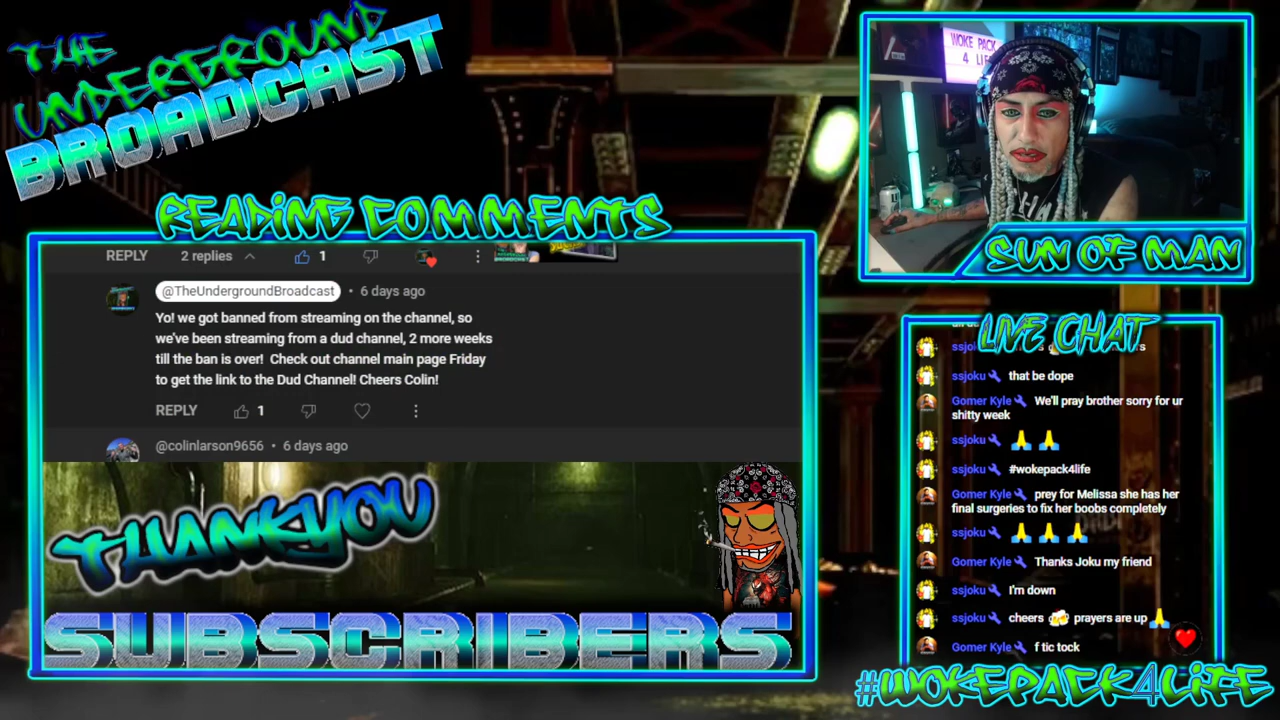 THE
UNDERGROUND
BROADCAST
WOKE PACK
4 LIFE
READING COMMENTS
REPLY 2 replies 1
@TheUndergroundBroadcast • 6 days ago
Yo! we got banned from streaming on the channel, so
we've been streaming from a dud channel, 2 more weeks
till the ban is over! Check out channel main page Friday
to get the link to the Dud Channel! Cheers Colin!
REPLY 1
@colinlarson9656 • 6 days ago
THANKYOU
SUBSCRIBERS
SUN OF MAN
LIVE CHAT
ssjoku that be dope
Gomer Kyle We'll pray brother sorry for ur
shitty week
ssjoku 🙏 🙏
ssjoku #wokepack4life
Gomer Kyle prey for Melissa she has her
final surgeries to fix her boobs completely
ssjoku 🙏 🙏 🙏
Gomer Kyle Thanks Joku my friend
ssjoku I'm down
ssjoku cheers 🍻 prayers are up 🙏
Gomer Kyle f tic tock
#WOKEPACK4LIFE